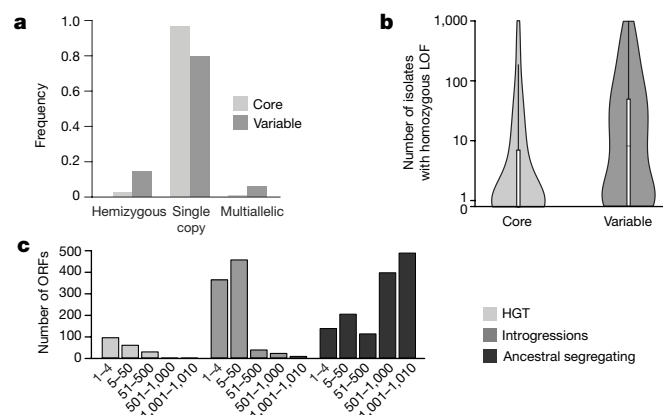 a
1.0
0.8
0.6
0.4
0.2
0
Frequency
Core
Variable
Hemizygous
Single copy
Multiallelic
b
1,000
100
10
1
0
Number of isolates
with homozygous LOF
Core
Variable
c
500
400
300
200
100
0
Number of ORFs
1–4
5–50
51–500
501–1,000
1,001–1,010
1–4
5–50
51–500
501–1,000
1,001–1,010
1–4
5–50
51–500
501–1,000
1,001–1,010
HGT
Introgressions
Ancestral segregating